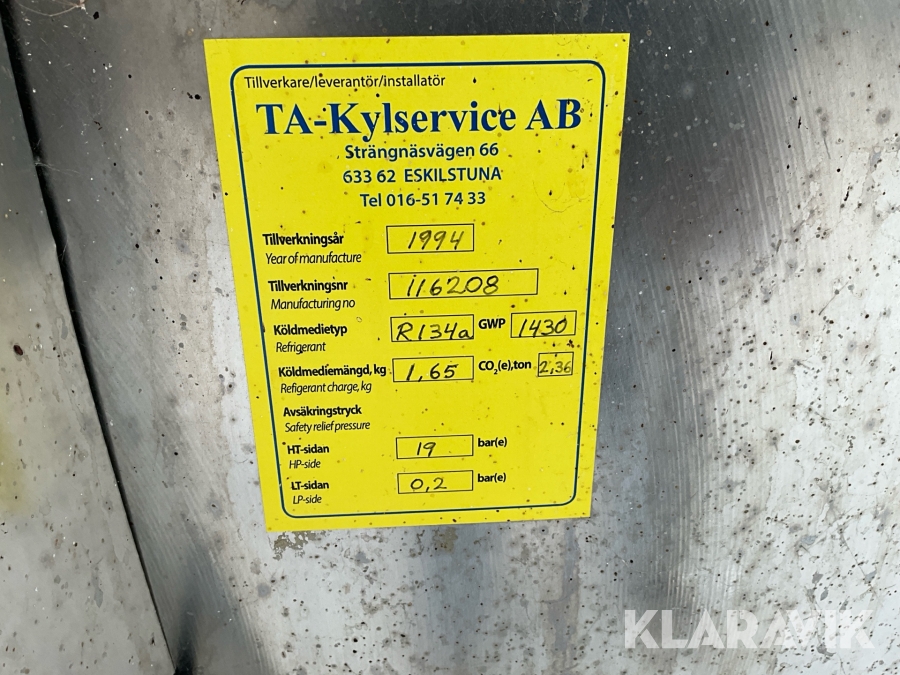 Tillverkare/leverantör/installatör
TA-Kylservice AB
Strängnäsvägen 66
633 62 ESKILSTUNA
Tel 016-51 74 33
Tillverkningsår 1994
Year of manufacture
Tillverkningsnr 116208
Manufacturing no
Köldmedietyp R134a GWP 1430
Refrigerant
Köldmediemängd, kg 1,65 CO2(e),ton 2,36
Refigerant charge, kg
Avsäkringstryck
Safety relief pressure
HT-sidan 19 bar(e)
HP-side
LT-sidan 0,2 bar(e)
LP-side
KLARAVIK